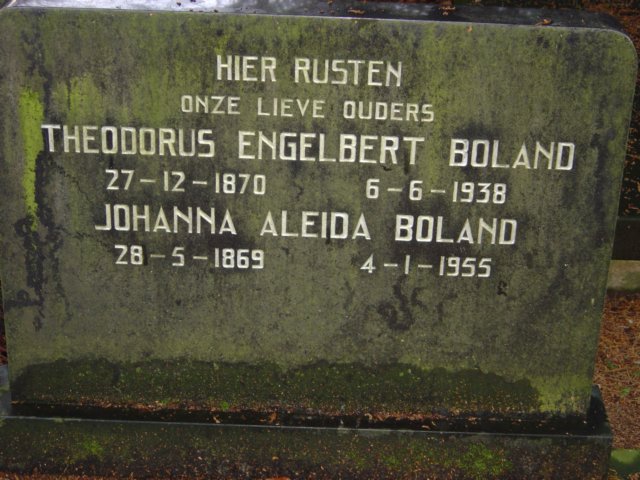 HIER RUSTEN
ONZE LIEVE OUDERS
THEODORUS ENGELBERT BOLAND
27-12-1870 6-6-1938
JOHANNA ALEIDA BOLAND
28-5-1869 4-1-1955